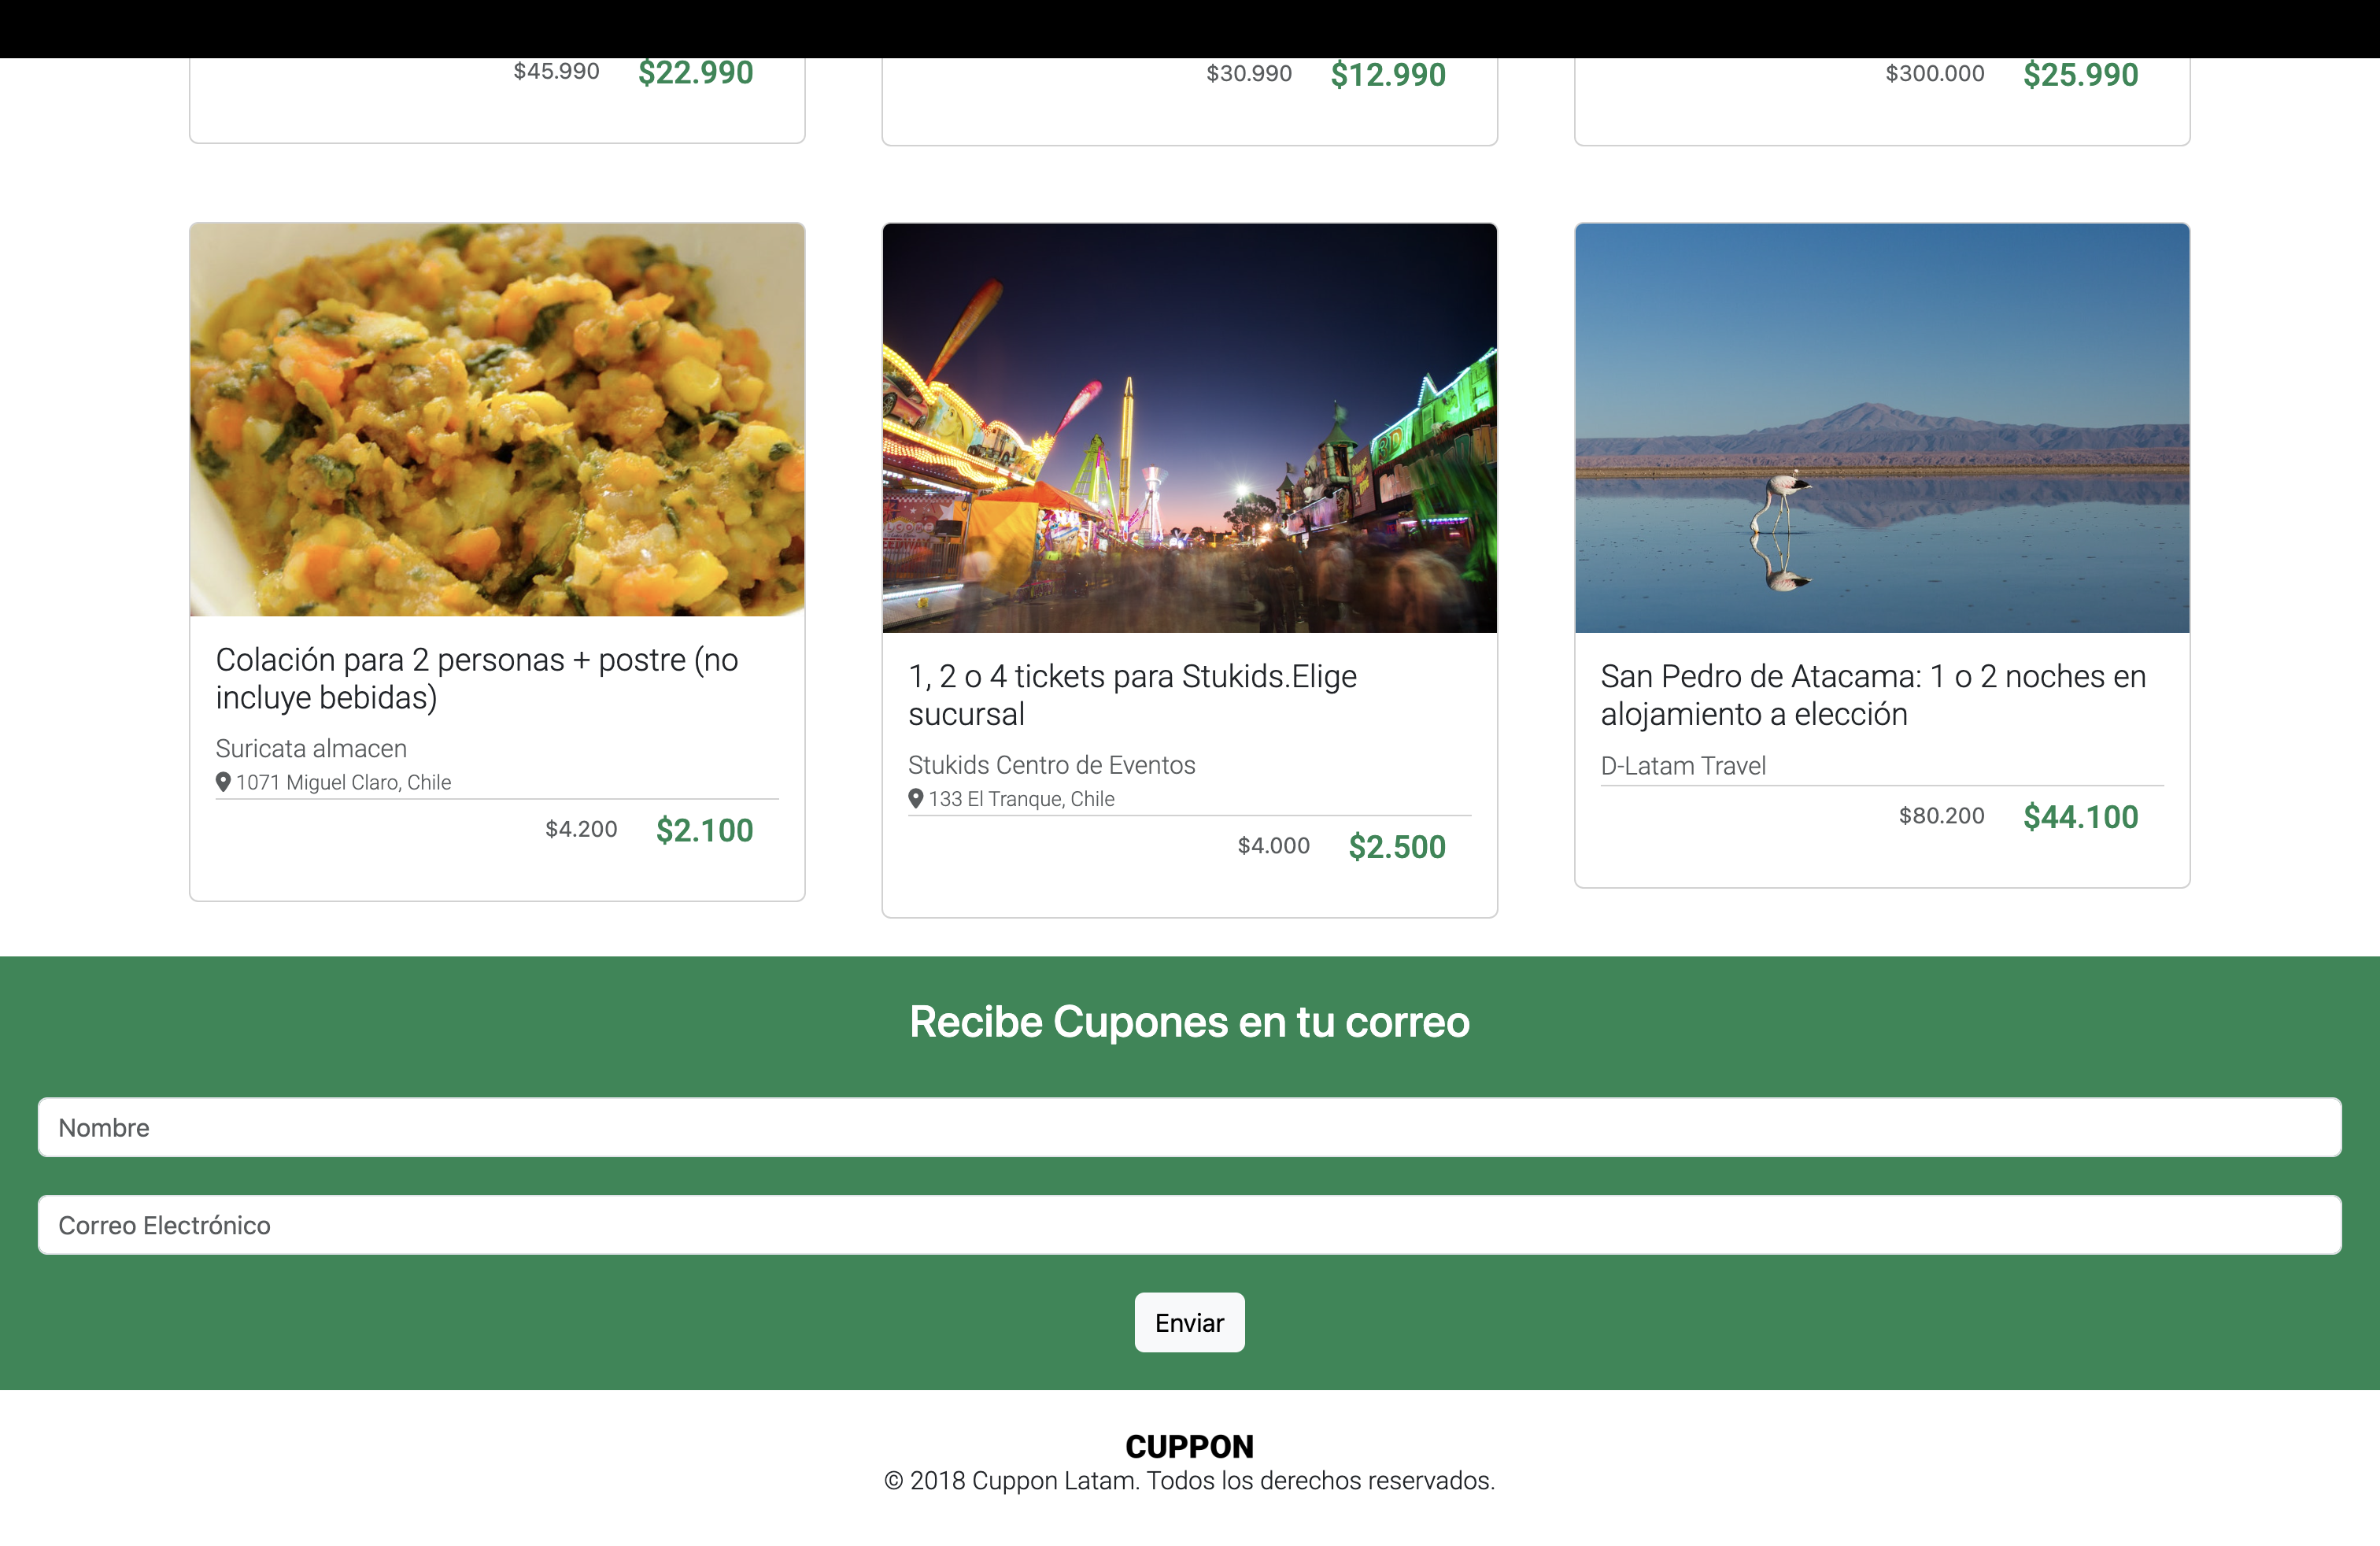 $45.990 $22.990
$30.990 $12.990
$300.000 $25.990
Colación para 2 personas + postre (no
incluye bebidas)
Suricata almacen
1071 Miguel Claro, Chile
$4.200 $2.100
1, 2 o 4 tickets para Stukids.Elige
sucursal
Stukids Centro de Eventos
133 El Tranque, Chile
$4.000 $2.500
San Pedro de Atacama: 1 o 2 noches en
alojamiento a elección
D-Latam Travel
$80.200 $44.100
Recibe Cupones en tu correo
Nombre
Correo Electrónico
Enviar
CUPPON
© 2018 Cuppon Latam. Todos los derechos reservados.